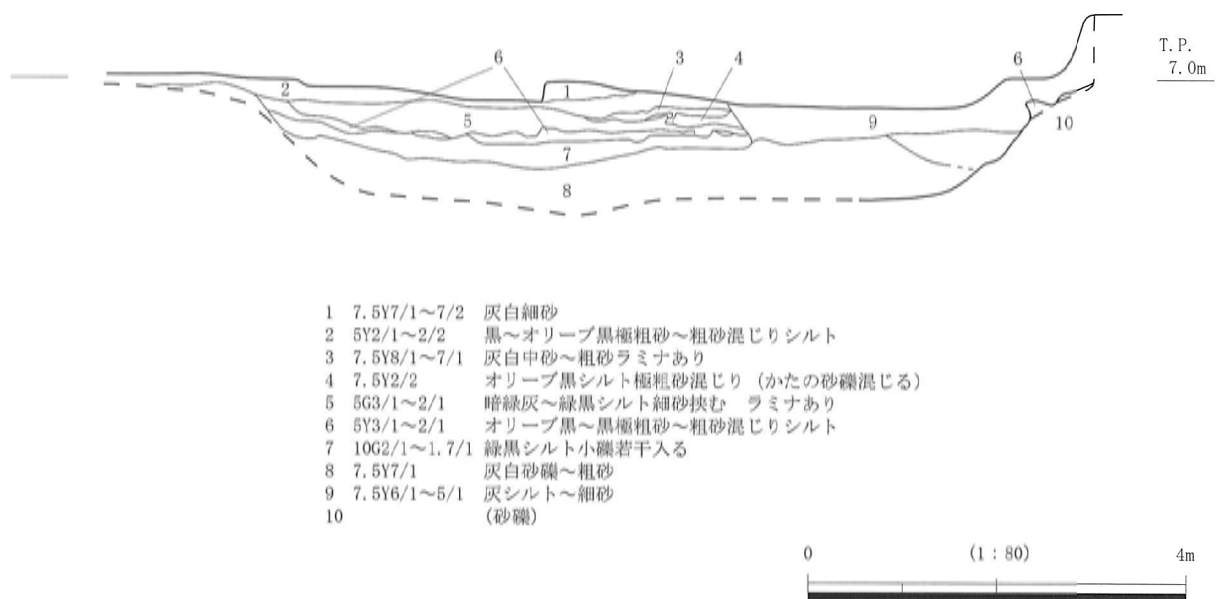 6
3
4
6
T.P.
7.0m
2
1
5
2
9
10
7
8
1 7.5Y7/1～7/2 灰白細砂
2 5Y2/1～2/2 黒～オリーブ黒極粗砂～粗砂混じりシルト
3 7.5Y8/1～7/1 灰白中砂～粗砂ラミナあり
4 7.5Y2/2 オリーブ黒シルト極粗砂混じり（かたの砂礫混じる）
5 5G3/1～2/1 暗緑灰～緑黒シルト細砂挟む　ラミナあり
6 5Y3/1～2/1 オリーブ黒～黒極粗砂～粗砂混じりシルト
7 10G2/1～1.7/1 緑黒シルト小礫若干入る
8 7.5Y7/1 灰白砂礫～粗砂
9 7.5Y6/1～5/1 灰シルト～細砂
10 (砂礫)
0 (1：80) 4m